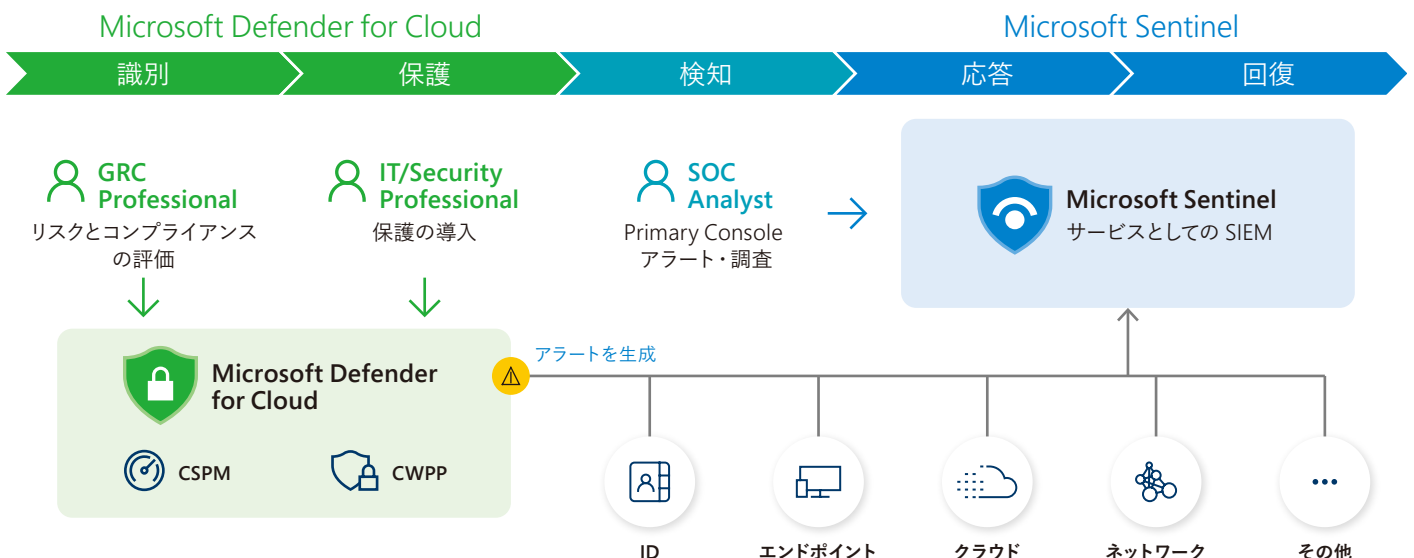 Microsoft Defender for Cloud
Microsoft Sentinel
識別
保護
検知
応答
回復
GRC
Professional
リスクとコンプライアンス
の評価
IT/Security
Professional
保護の導入
SOC
Analyst
Primary Console
アラート・調査
Microsoft Sentinel
サービスとしての SIEM
Microsoft Defender
for Cloud
CSPM
CWPP
アラートを生成
ID
エンドポイント
クラウド
ネットワーク
その他